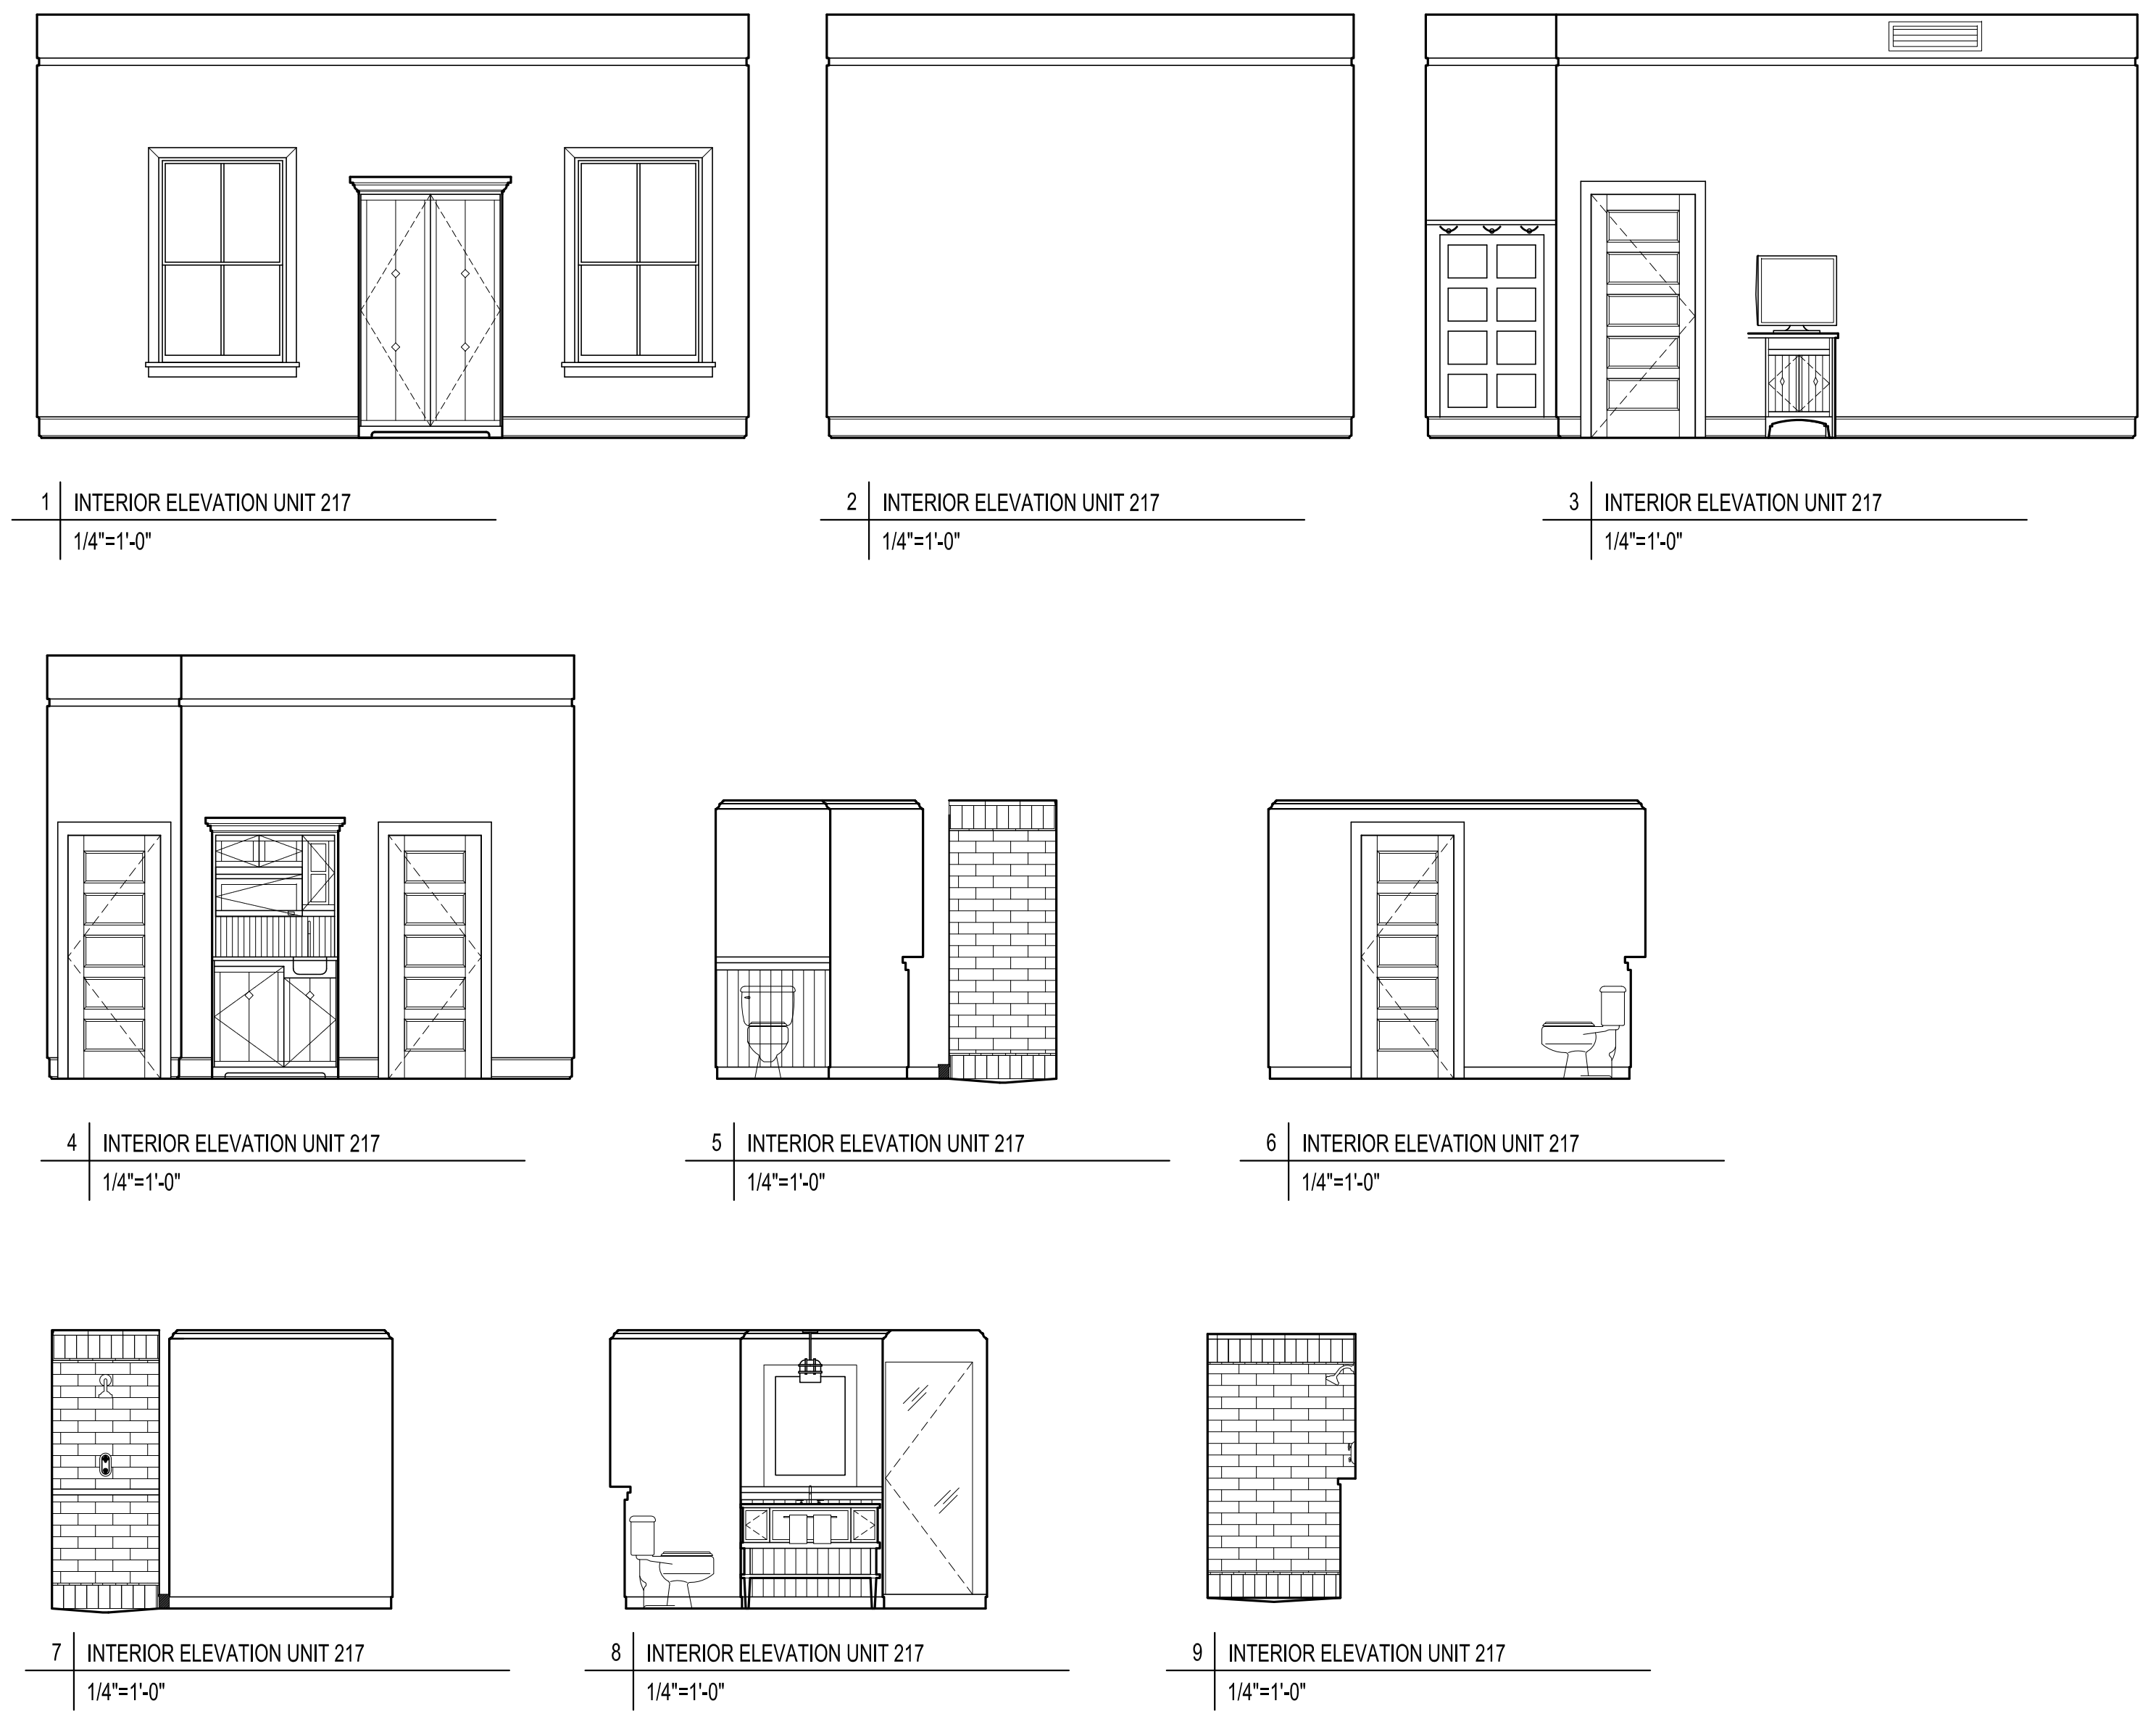 1 INTERIOR ELEVATION UNIT 217
1/4"=1'-0"
2 INTERIOR ELEVATION UNIT 217
1/4"=1'-0"
3 INTERIOR ELEVATION UNIT 217
1/4"=1'-0"
4 INTERIOR ELEVATION UNIT 217
1/4"=1'-0"
5 INTERIOR ELEVATION UNIT 217
1/4"=1'-0"
6 INTERIOR ELEVATION UNIT 217
1/4"=1'-0"
7 INTERIOR ELEVATION UNIT 217
1/4"=1'-0"
8 INTERIOR ELEVATION UNIT 217
1/4"=1'-0"
9 INTERIOR ELEVATION UNIT 217
1/4"=1'-0"